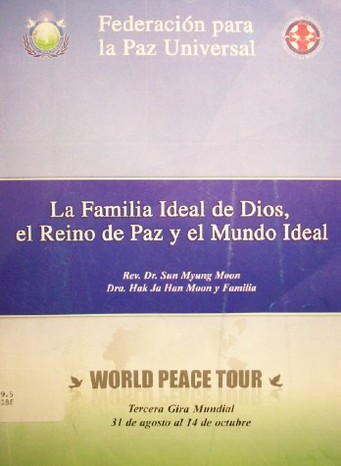 Federación para
la Paz Universal
La Familia Ideal de Dios,
el Reino de Paz y el Mundo Ideal
Rev. Dr. Sun Myung Moon
Dra. Hak Ja Han Moon y Familia
9.5
WORLD PEACE TOUR
Tercera Gira Mundial
31 de agosto al 14 de octubre